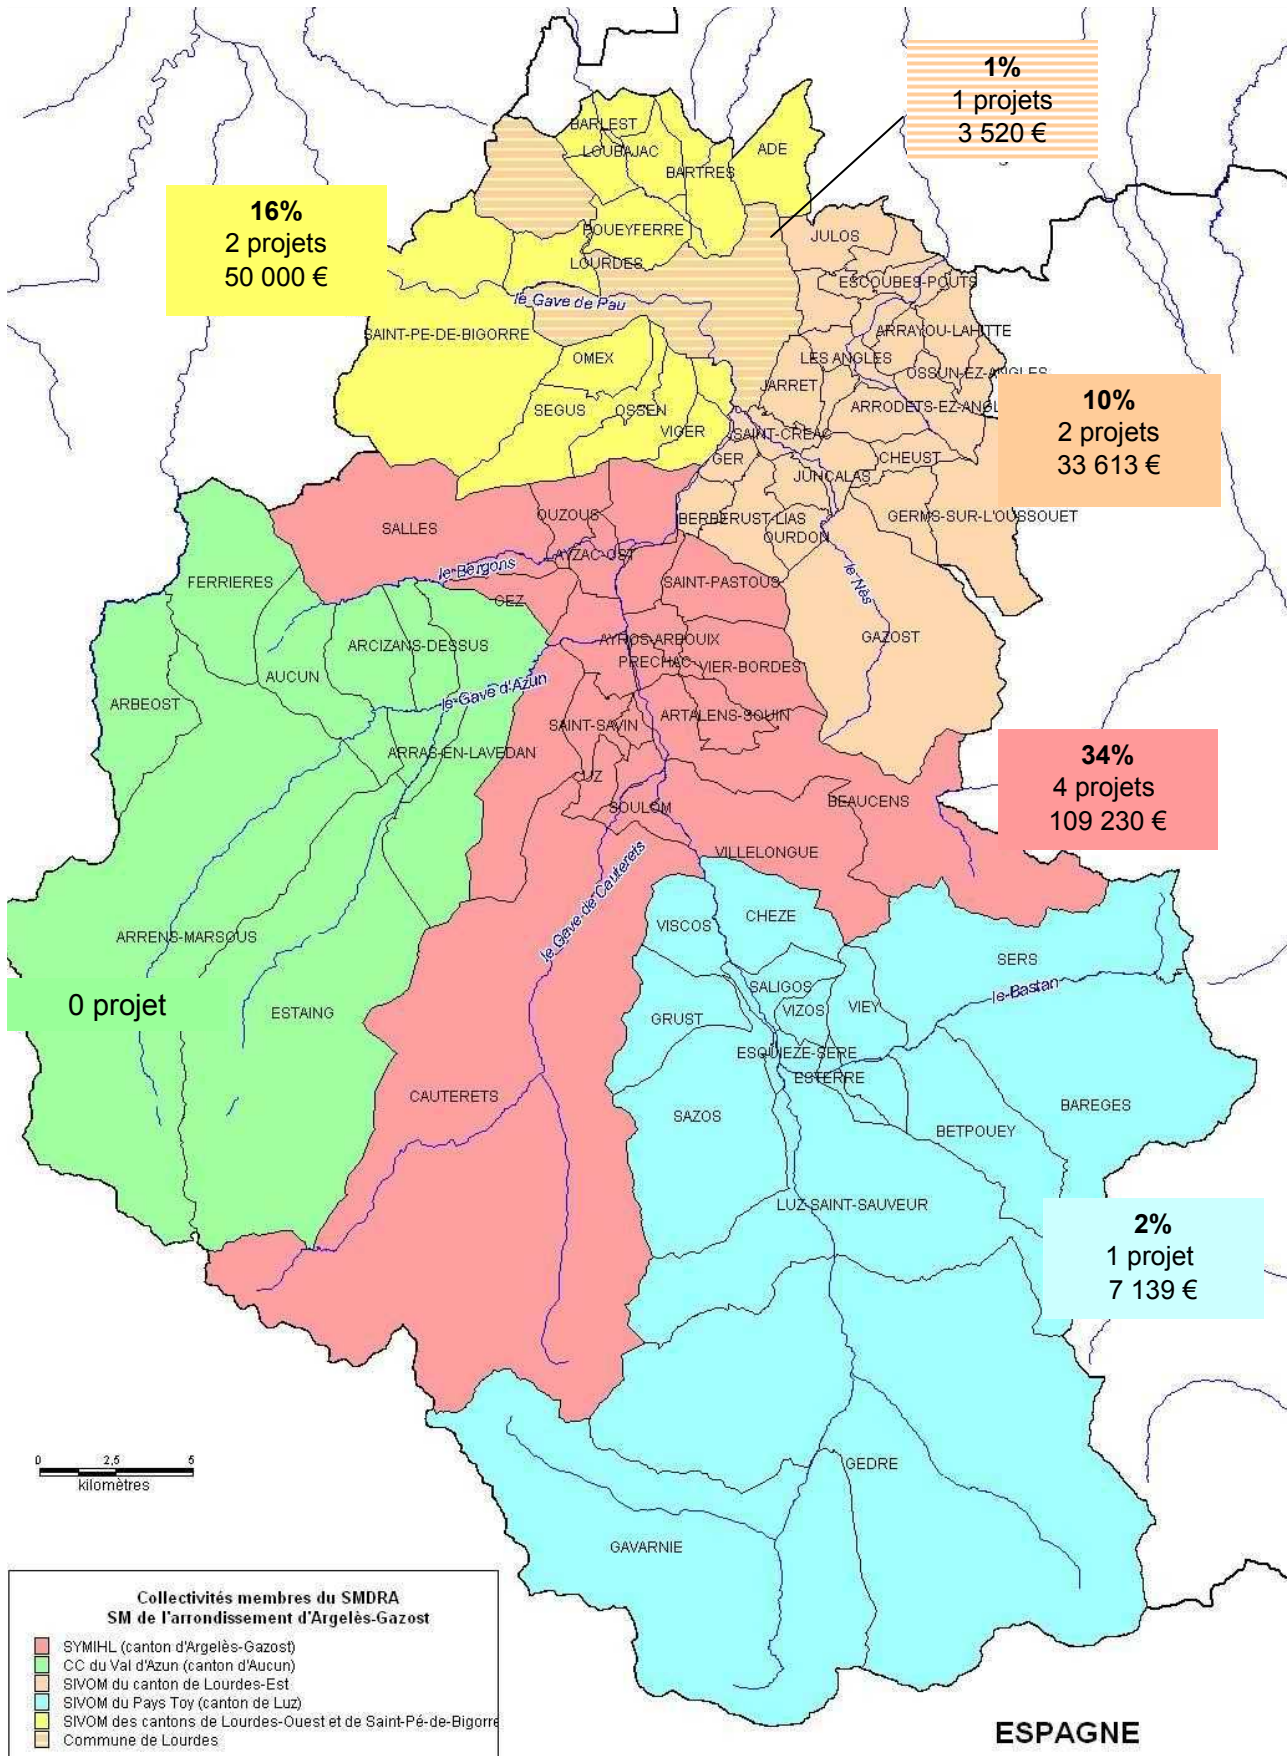 1%
1 projets
3 520 €
BARLEST
LOUBAJAC
ADE
BARTRES
16%
2 projets
50 000 €
POUEYFERRE
JULOS
LOURDES
ESCOUBES-POUTS
le Gave de Pau
SAINT-PE-DE-BIGORRE
ARRAYOU-LAHITTE
OMEX
LES ANGLES
OSSUN-EZ-ANGLES
JARRET
10%
2 projets
33 613 €
ARRODETS-EZ-ANGL
SEGUS
OSSEN
VIGER
SAINT-CREAC
GER
CHEUST
JUNCALAS
SALLES
OUZOUS
BERBERUST-LIAS
GERMS-SUR-L'OUSSOUET
OURDON
AYZAC-OST
le Bergons
FERRIERES
SAINT-PASTOUS
le Nès
GEZ
ARCIZANS-DESSUS
AYROS-ARBOUIX
GAZOST
PRECHAC
VIER-BORDES
AUCUN
le Gave d'Azun
ARBEOST
ARTALENS-SOUIN
SAINT-SAVIN
ARRAS-EN-LAVEDAN
34%
4 projets
109 230 €
UZ
SOULOM
BEAUCENS
VILLELONGUE
le Gave de Cauterets
VISCOS
CHEZE
ARRENS-MARSOUS
SERS
0 projet
SALIGOS
le Bastan
ESTAING
GRUST
VIZOS
VIEY
ESQUIEZE-SERE
ESTERRE
CAUTERETS
BAREGES
SAZOS
BETPOUEY
LUZ-SAINT-SAUVEUR
2%
1 projet
7 139 €
0 2,5 5
kilomètres
GEDRE
GAVARNIE
Collectivités membres du SMDRA
SM de l'arrondissement d'Argelès-Gazost
SYMIHL (canton d'Argelès-Gazost)
CC du Val d'Azun (canton d'Aucun)
SIVOM du canton de Lourdes-Est
SIVOM du Pays Toy (canton de Luz)
SIVOM des cantons de Lourdes-Ouest et de Saint-Pé-de-Bigorre
Commune de Lourdes
ESPAGNE